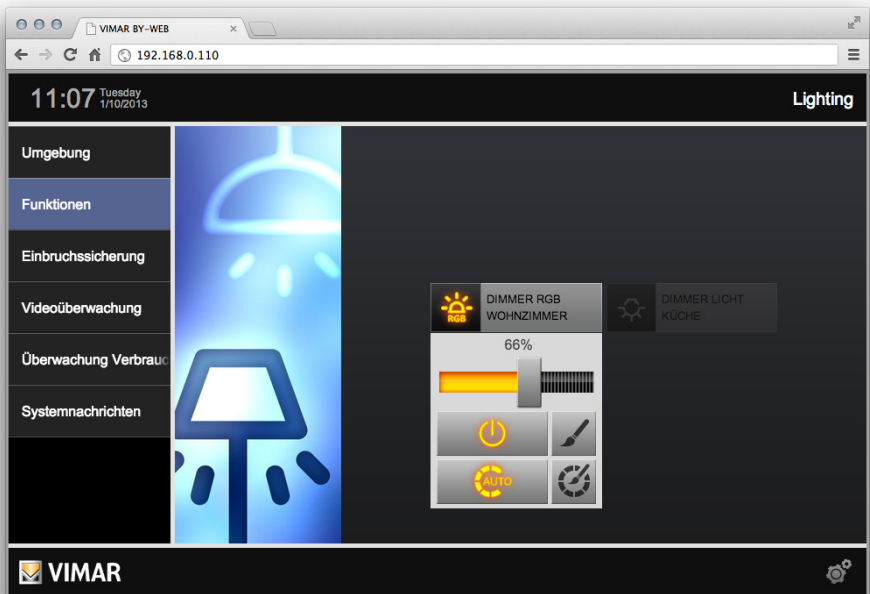 VIMAR BY-WEB
192.168.0.110
11:07 Tuesday
1/10/2013
Lighting
Umgebung
Funktionen
Einbruchssicherung
Videoüberwachung
Überwachung Verbrauc
Systemnachrichten
DIMMER RGB
WOHNZIMMER
RGB
DIMMER LICHT
KÜCHE
66%
AUTO
VIMAR